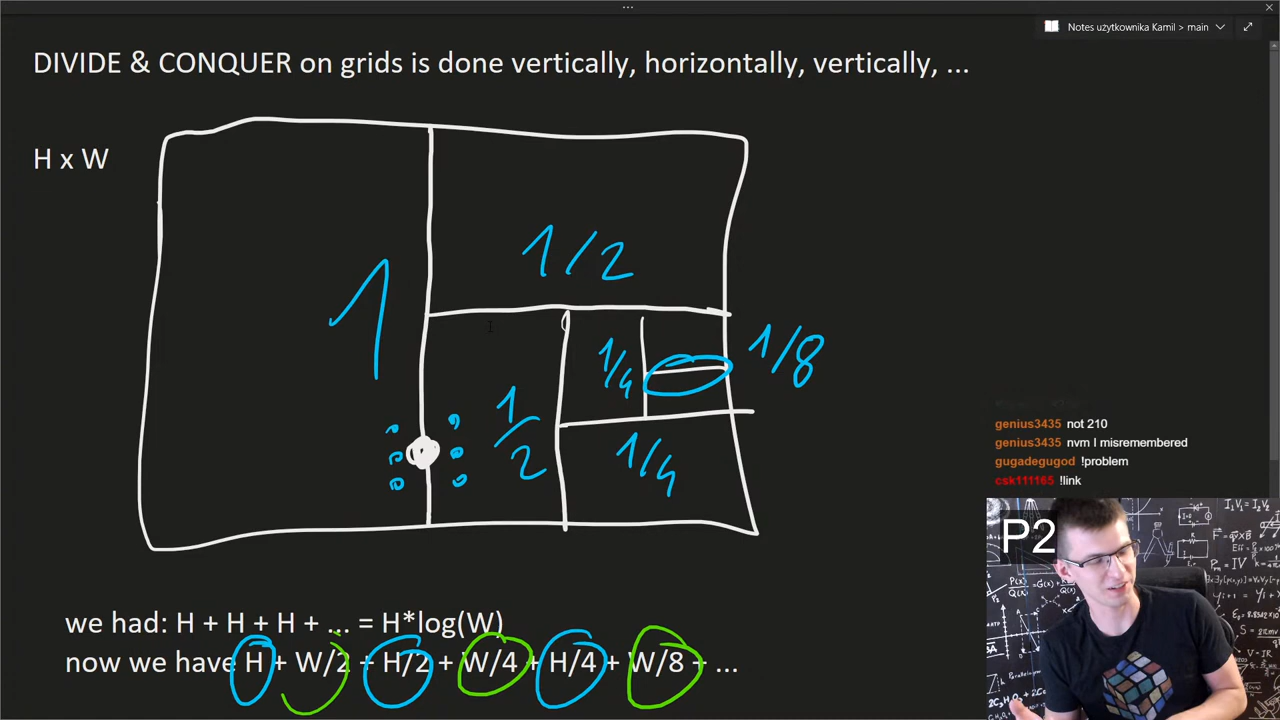 Notes użytkownika Kamil > main
DIVIDE & CONQUER on grids is done vertically, horizontally, vertically, ...
H x W
1
1/2
1/2
1/4
1/8
1/4
genius3435 not 210
genius3435 nvm I misremembered
gugadegugod !problem
csk111165 !link
P2
we had: H + H + H + ... = H*log(W)
now we have H + W/2 + H/2 + W/4 + H/4 + W/8 + ...